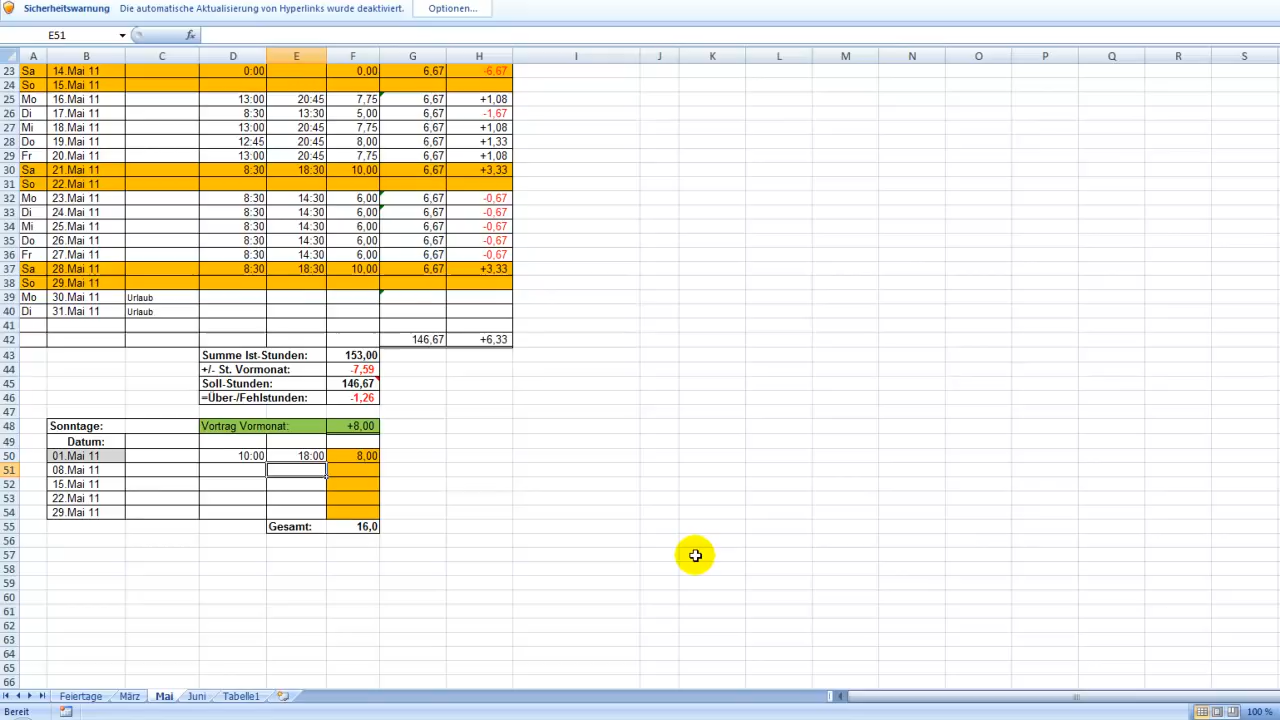 Sicherheitswarnung Die automatische Aktualisierung von Hyperlinks wurde deaktiviert. Optionen...
E51 fx
A B C D E F G H I J K L M N O P Q R S
23 Sa 14.Mai 11 0:00 0,00 6,67 -6,67
24 So 15.Mai 11
25 Mo 16.Mai 11 13:00 20:45 7,75 6,67 +1,08
26 Di 17.Mai 11 8:30 13:30 5,00 6,67 -1,67
27 Mi 18.Mai 11 13:00 20:45 7,75 6,67 +1,08
28 Do 19.Mai 11 12:45 20:45 8,00 6,67 +1,33
29 Fr 20.Mai 11 13:00 20:45 7,75 6,67 +1,08
30 Sa 21.Mai 11 8:30 18:30 10,00 6,67 +3,33
31 So 22.Mai 11
32 Mo 23.Mai 11 8:30 14:30 6,00 6,67 -0,67
33 Di 24.Mai 11 8:30 14:30 6,00 6,67 -0,67
34 Mi 25.Mai 11 8:30 14:30 6,00 6,67 -0,67
35 Do 26.Mai 11 8:30 14:30 6,00 6,67 -0,67
36 Fr 27.Mai 11 8:30 14:30 6,00 6,67 -0,67
37 Sa 28.Mai 11 8:30 18:30 10,00 6,67 +3,33
38 So 29.Mai 11
39 Mo 30.Mai 11 Urlaub
40 Di 31.Mai 11 Urlaub
41
42 146,67 +6,33
43 Summe Ist-Stunden: 153,00
44 +/- St. Vormonat: -7,59
45 Soll-Stunden: 146,67
46 =Über-/Fehlstunden: -1,26
47
48 Sonntage: Vortrag Vormonat: +8,00
49 Datum:
50 01.Mai 11 10:00 18:00 8,00
51 08.Mai 11
52 15.Mai 11
53 22.Mai 11
54 29.Mai 11
55 Gesamt: 16,0
56
57
58
59
60
61
62
63
64
65
66
Feiertage März Mai Juni Tabelle1
Bereit 100 %